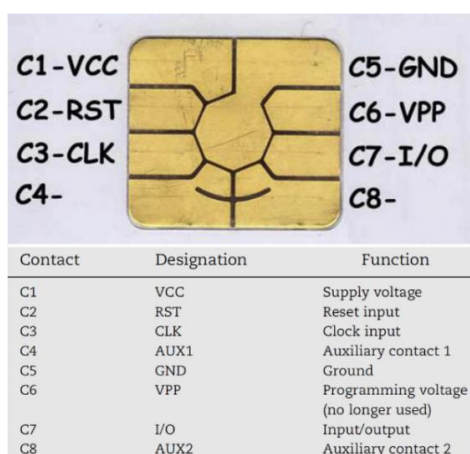 C1-VCC
C2-RST
C3-CLK
C4-
C5-GND
C6-VPP
C7-I/O
C8-
Contact Designation Function
C1 VCC Supply voltage
C2 RST Reset input
C3 CLK Clock input
C4 AUX1 Auxiliary contact 1
C5 GND Ground
C6 VPP Programming voltage
(no longer used)
C7 I/O Input/output
C8 AUX2 Auxiliary contact 2